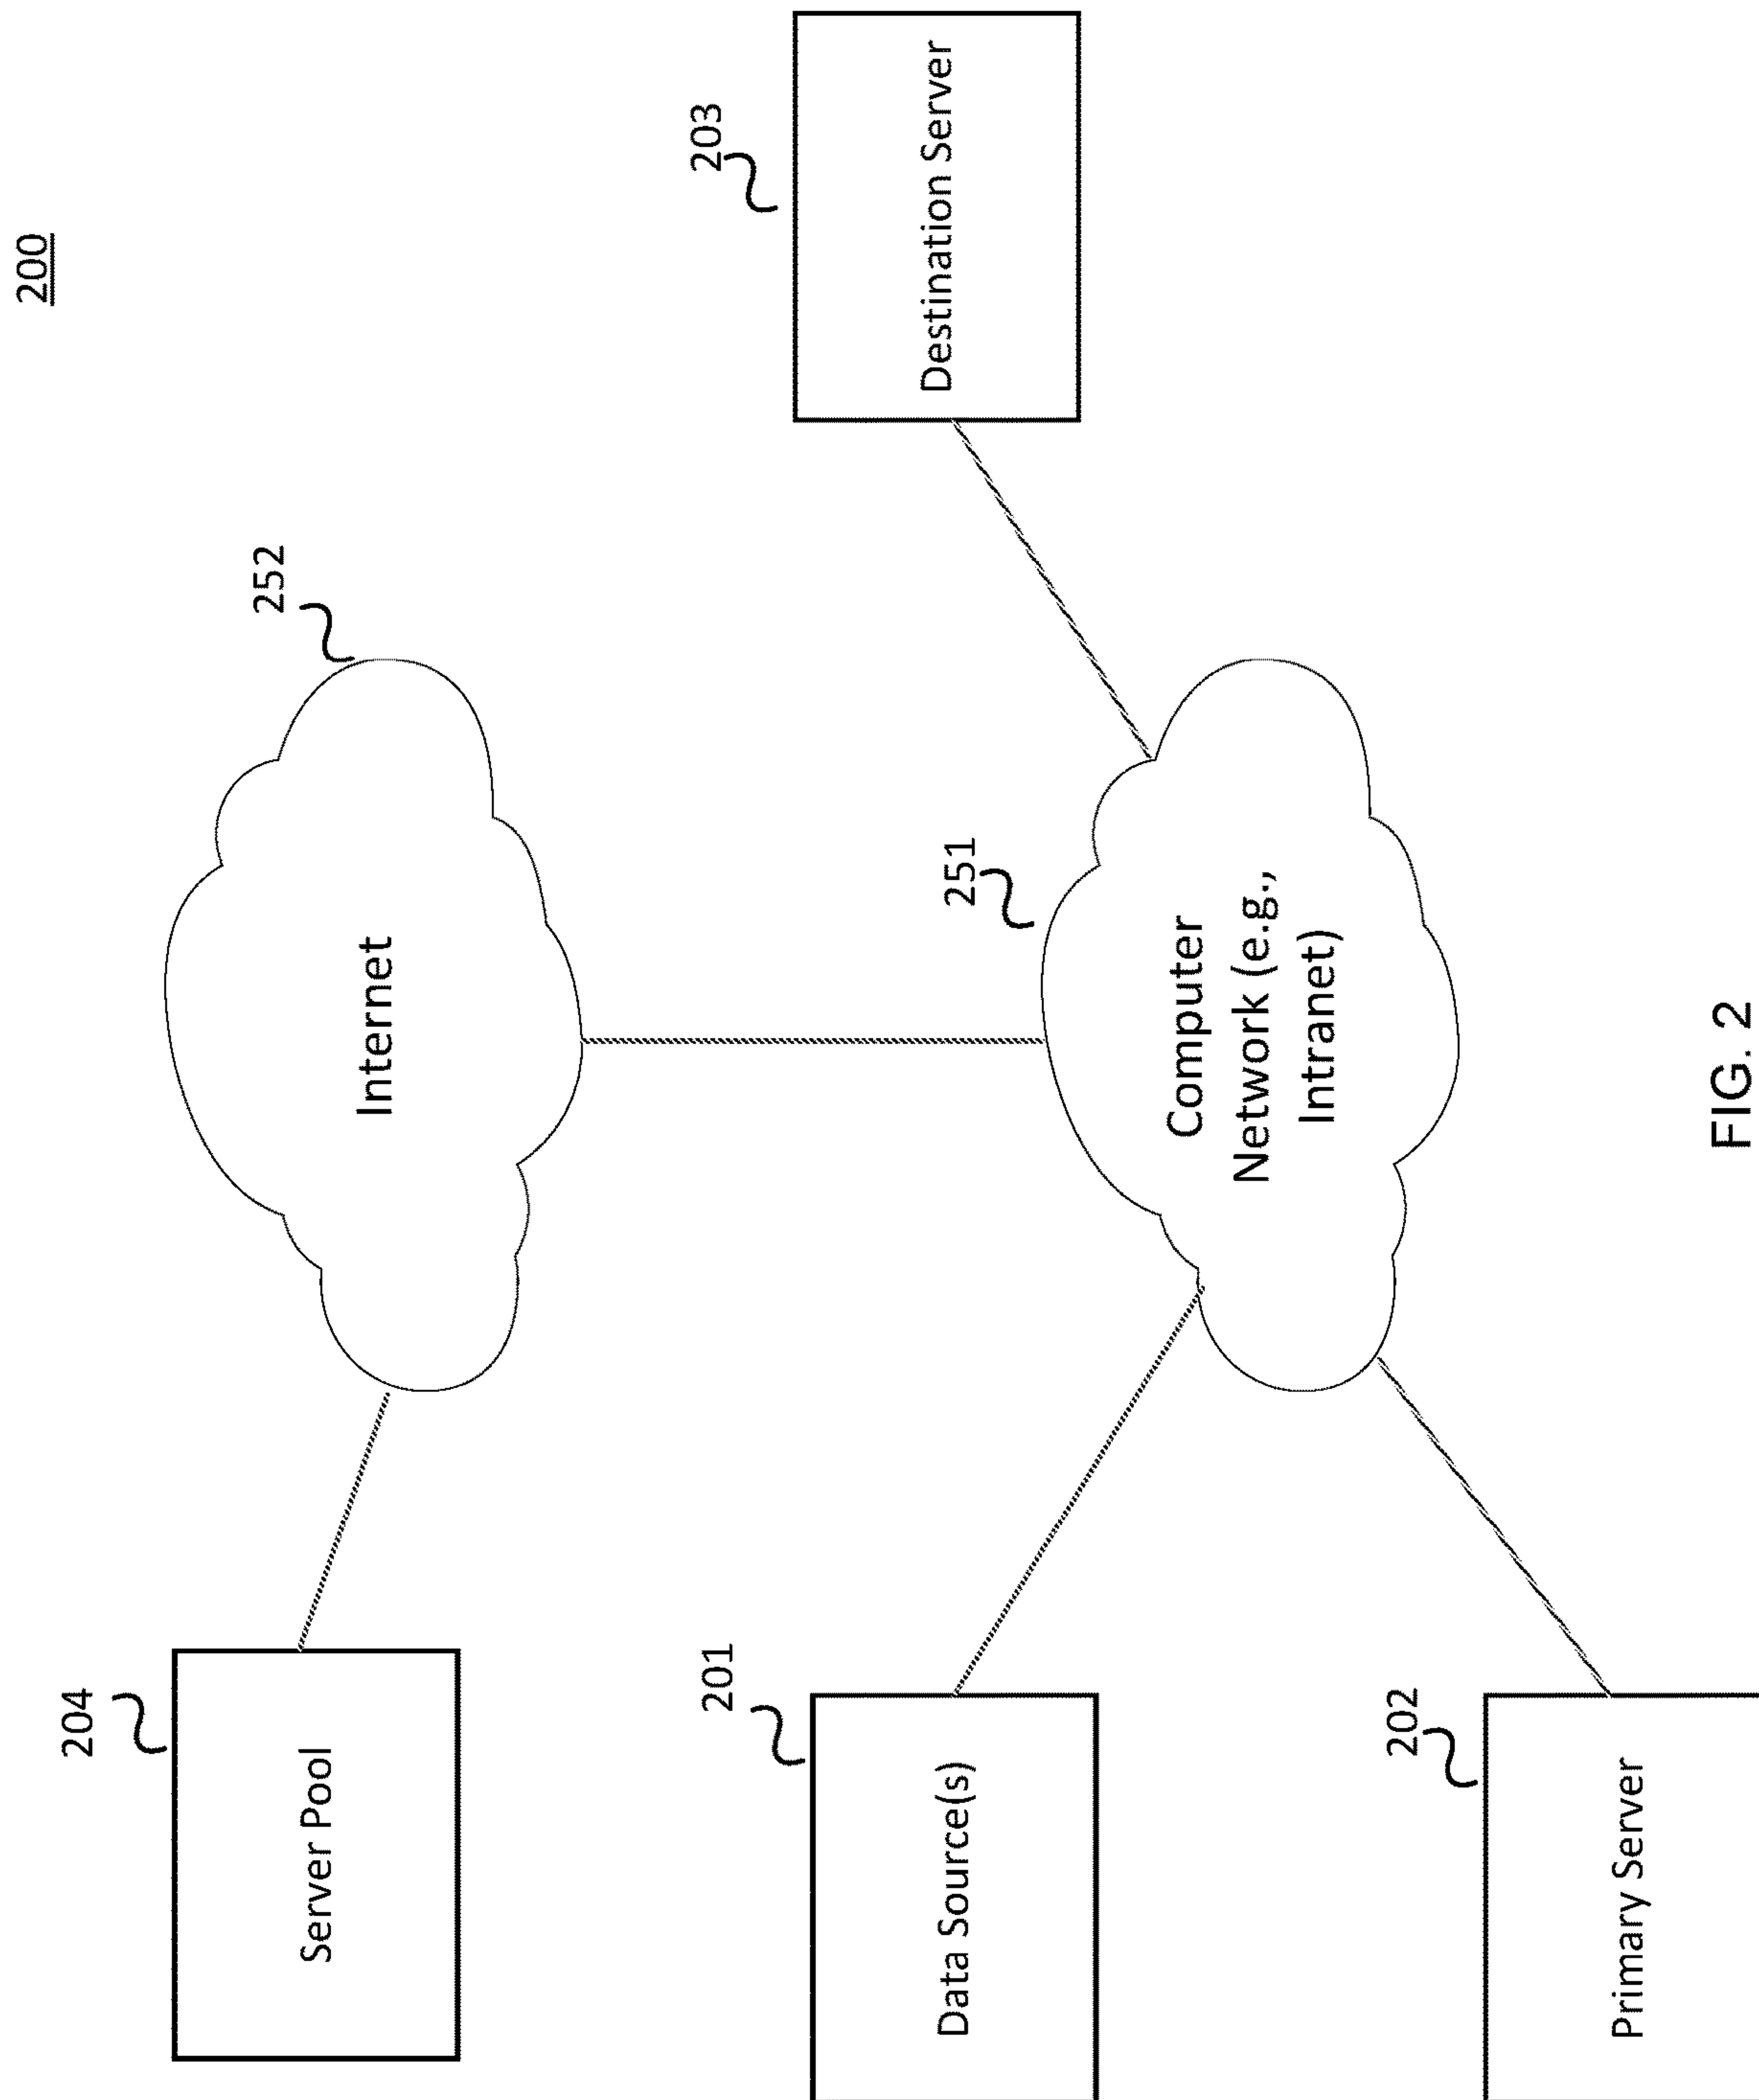 200
204
Server Pool
252
Internet
203
Destination Server
201
Data Source(s)
251
Computer
Network (e.g.,
Intranet)
202
Primary Server
FIG. 2